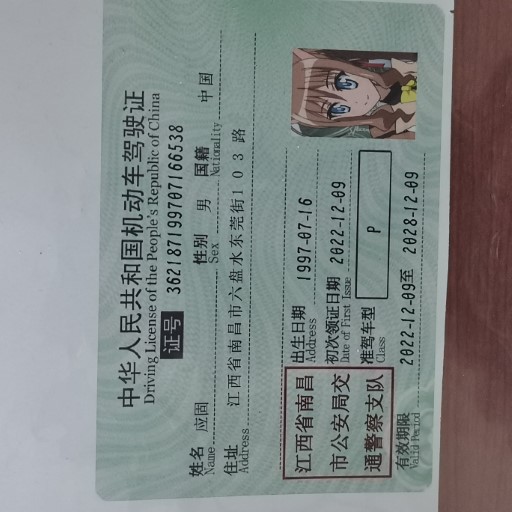 中华人民共和国机动车驾驶证
Driving License of the People's Republic of China
证号 362187199707166538
姓名 应固 性别 男 国籍 中国
Name Sex Nationality
住址 江西省南昌市六盘水东莞街103路
Address
江西省南昌
市公安局交
通警察支队
出生日期 1997-07-16
Address
初次领证日期 2022-12-09
Date of First Issue
准驾车型 P
Class
有效期限 2022-12-09至 2028-12-09
Valid Period